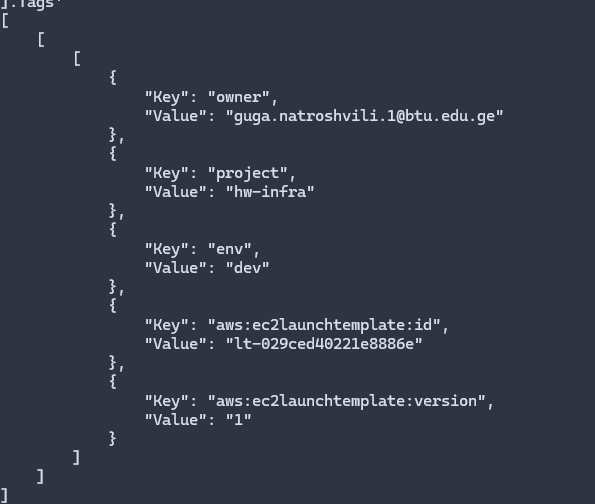 ].Tags'
[
    [
        [
            {
                "Key": "owner",
                "Value": "guga.natroshvili.1@btu.edu.ge"
            },
            {
                "Key": "project",
                "Value": "hw-infra"
            },
            {
                "Key": "env",
                "Value": "dev"
            },
            {
                "Key": "aws:ec2launchtemplate:id",
                "Value": "lt-029ced40221e8886e"
            },
            {
                "Key": "aws:ec2launchtemplate:version",
                "Value": "1"
            }
        ]
    ]
]